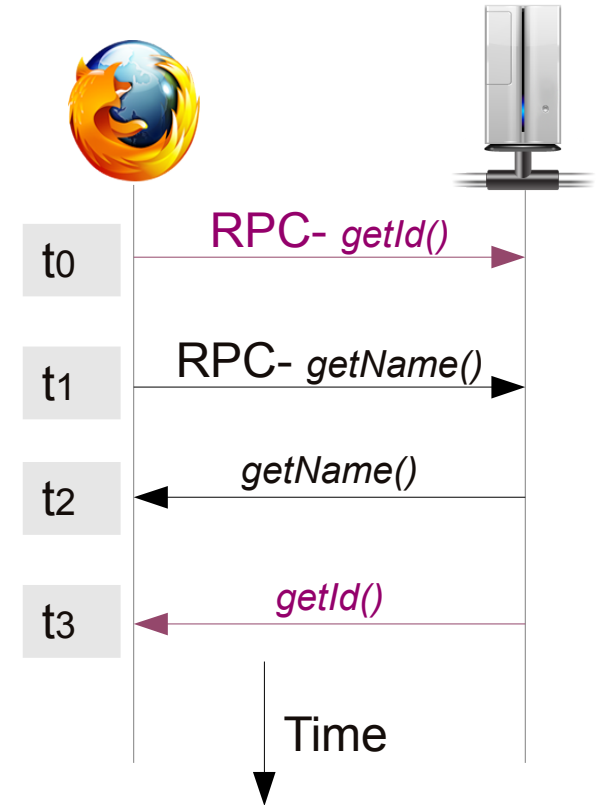 t0
RPC- getId()
t1
RPC- getName()
t2
getName()
t3
getId()
Time